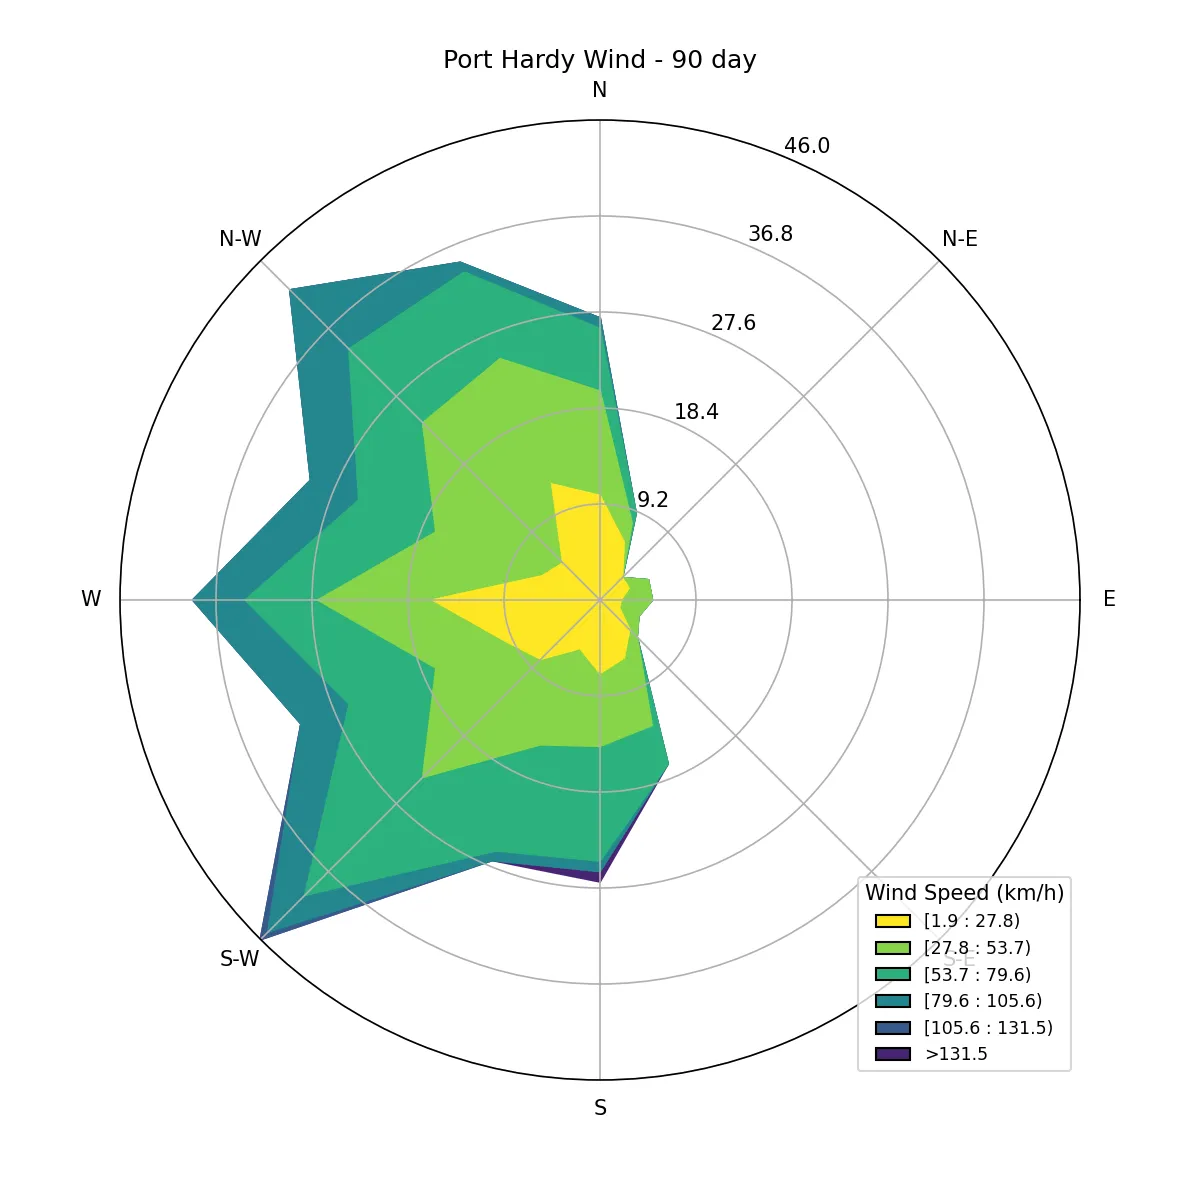 Port Hardy Wind - 90 day
N
46.0
36.8
N-W
N-E
27.6
18.4
9.2
W
E
Wind Speed (km/h)
[1.9 : 27.8)
[27.8 : 53.7)
S-W
S-E
[53.7 : 79.6)
[79.6 : 105.6)
[105.6 : 131.5)
>131.5
S